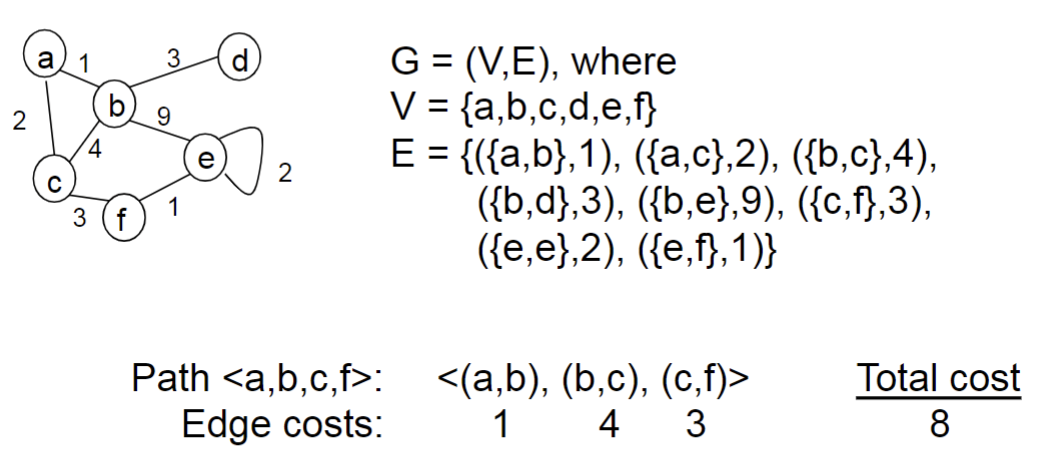 a 1 3 d
b 9
2 4 e 2
c
3 f 1
G = (V,E), where
V = {a,b,c,d,e,f}
E = {({a,b},1), ({a,c},2), ({b,c},4),
({b,d},3), ({b,e},9), ({c,f},3),
({e,e},2), ({e,f},1)}
Path <a,b,c,f>: <(a,b), (b,c), (c,f)> Total cost
Edge costs: 1 4 3 8